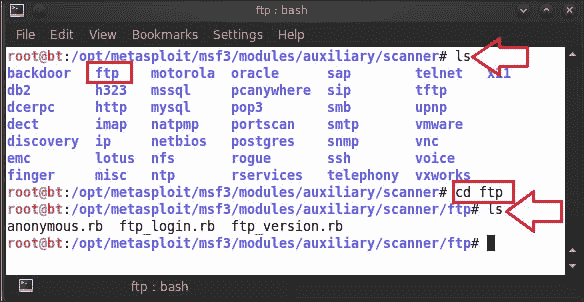 ftp : bash
File Edit View Bookmarks Settings Help
root@bt:/opt/metasploit/msf3/modules/auxiliary/scanner# ls
backdoor ftp motorola oracle sap telnet x11
db2 h323 mssql pcanywhere sip tftp
dcerpc http mysql pop3 smb upnp
dect imap natpmp portscan smtp vmware
discovery ip netbios postgres snmp vnc
emc lotus nfs rogue ssh voice
finger misc ntp rservices telephony vxworks
root@bt:/opt/metasploit/msf3/modules/auxiliary/scanner# cd ftp
root@bt:/opt/metasploit/msf3/modules/auxiliary/scanner/ftp# ls
anonymous.rb ftp_login.rb ftp_version.rb
root@bt:/opt/metasploit/msf3/modules/auxiliary/scanner/ftp#
ftp : bash